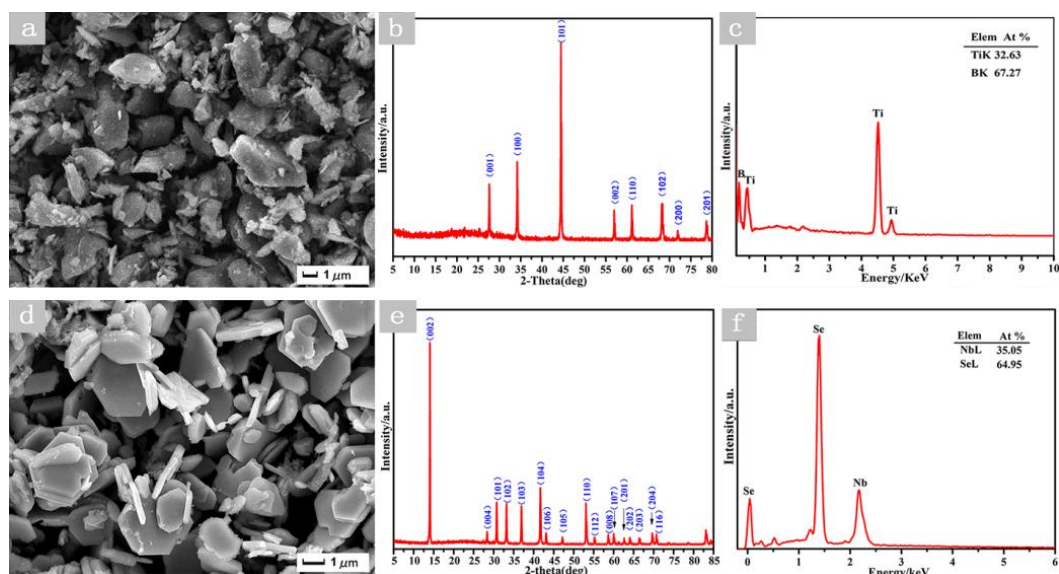 a
1 μm
b
Intensity/a.u.
(001)
(100)
(101)
(002)
(110)
(102)
(200)
(201)
5 10 15 20 25 30 35 40 45 50 55 60 65 70 75 80
2-Theta(deg)
c
Intensity/a.u.
Elem At %
TiK 32.63
BK 67.27
B Ti
Ti
Ti
1 2 3 4 5 6 7 8 9 10
Energy/KeV
d
1 μm
e
Intensity/a.u.
(002)
(004)
(101)
(102)
(103)
(104)
(106)
(105)
(110)
(112)
(008)
(107)
(201)
(202)
(203)
(204)
(116)
5 10 15 20 25 30 35 40 45 50 55 60 65 70 75 80 85
2-theta(deg)
f
Intensity/a.u.
Elem At %
NbL 35.05
SeL 64.95
Se
Se
Nb
0 1 2 3 4 5 6
Energy/KeV